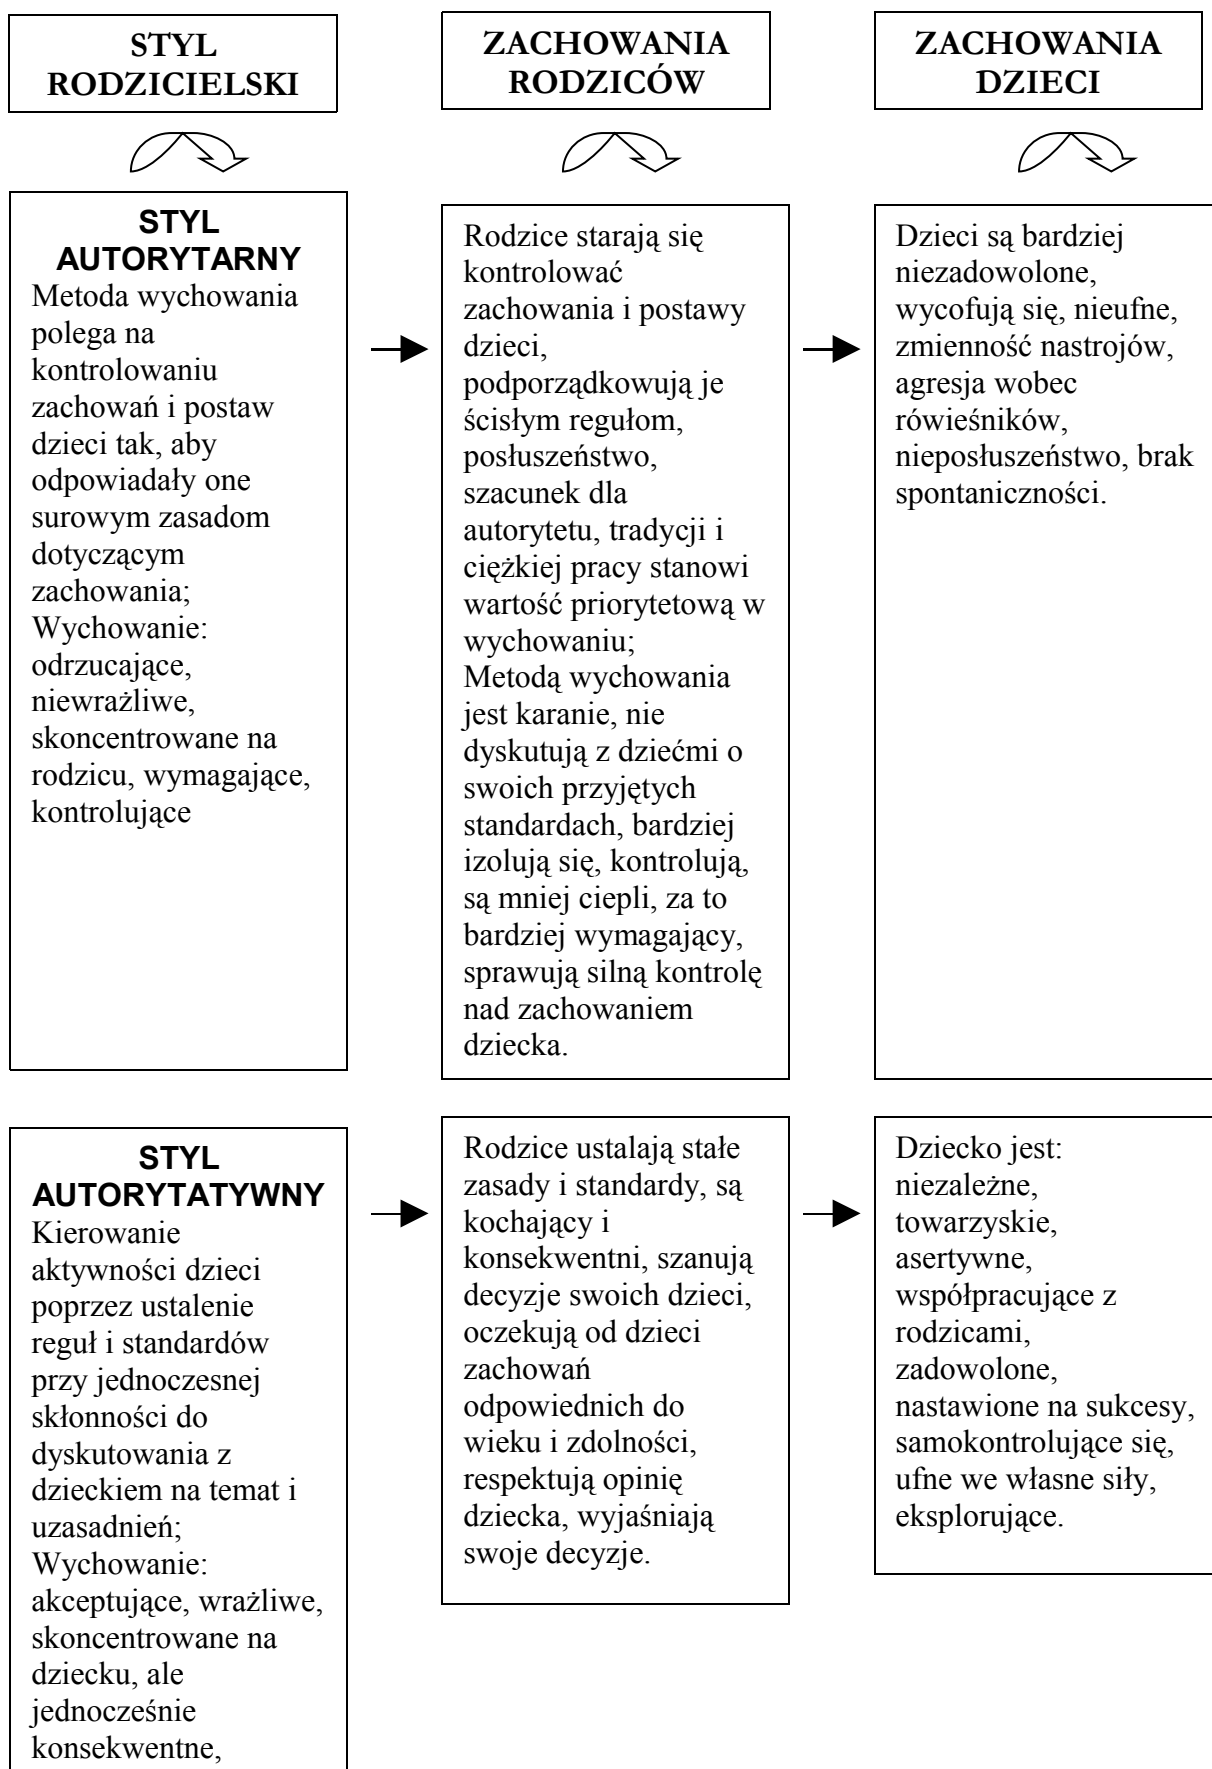 STYL
RODZICIELSKI
ZACHOWANIA
RODZICÓW
ZACHOWANIA
DZIECI
STYL
AUTORYTARNY
Metoda wychowania
polega na
kontrolowaniu
zachowań i postaw
dzieci tak, aby
odpowiadały one
surowym zasadom
dotyczącym
zachowania;
Wychowanie:
odrzucające,
niewrażliwe,
skoncentrowane na
rodzicu, wymagające,
kontrolujące
Rodzice starają się
kontrolować
zachowania i postawy
dzieci,
podporządkowują je
ścisłym regułom,
posłuszeństwo,
szacunek dla
autorytetu, tradycji i
ciężkiej pracy stanowi
wartość priorytetową w
wychowaniu;
Metodą wychowania
jest karanie, nie
dyskutują z dziećmi o
swoich przyjętych
standardach, bardziej
izolują się, kontrolują,
są mniej ciepli, za to
bardziej wymagający,
sprawują silną kontrolę
nad zachowaniem
dziecka.
Dzieci są bardziej
niezadowolone,
wycofują się, nieufne,
zmienność nastrojów,
agresja wobec
rówieśników,
nieposłuszeństwo, brak
spontaniczności.
STYL
AUTORYTATYWNY
Kierowanie
aktywności dzieci
poprzez ustalenie
reguł i standardów
przy jednoczesnej
skłonności do
dyskutowania z
dzieckiem na temat i
uzasadnień;
Wychowanie:
akceptujące, wrażliwe,
skoncentrowane na
dziecku, ale
jednocześnie
konsekwentne,
Rodzice ustalają stałe
zasady i standardy, są
kochający i
konsekwentni, szanują
decyzje swoich dzieci,
oczekują od dzieci
zachowań
odpowiednich do
wieku i zdolności,
respektują opinię
dziecka, wyjaśniają
swoje decyzje.
Dziecko jest:
niezależne,
towarzyskie,
asertywne,
współpracujące z
rodzicami,
zadowolone,
nastawione na sukcesy,
samokontrolujące się,
ufne we własne siły,
eksplorujące.